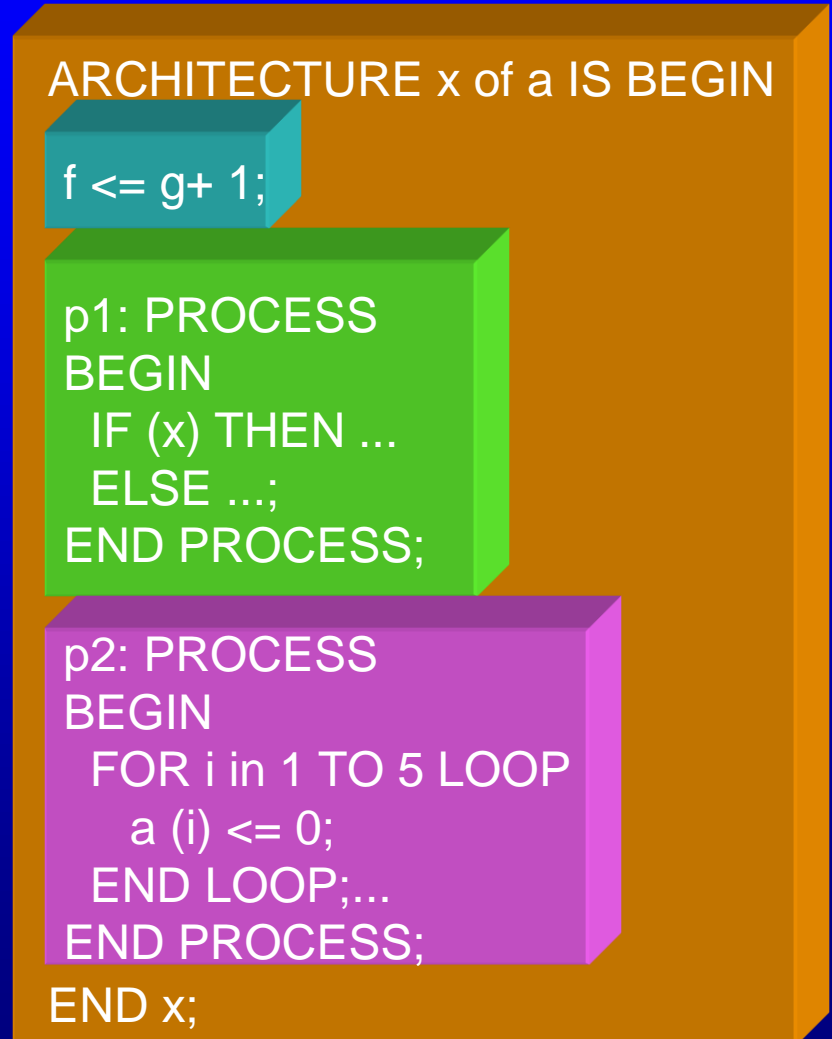 ARCHITECTURE x of a IS BEGIN
f <= g+ 1;
p1: PROCESS
BEGIN
IF (x) THEN ...
ELSE ...;
END PROCESS;
p2: PROCESS
BEGIN
FOR i in 1 TO 5 LOOP
a (i) <= 0;
END LOOP;...
END PROCESS;
END x;